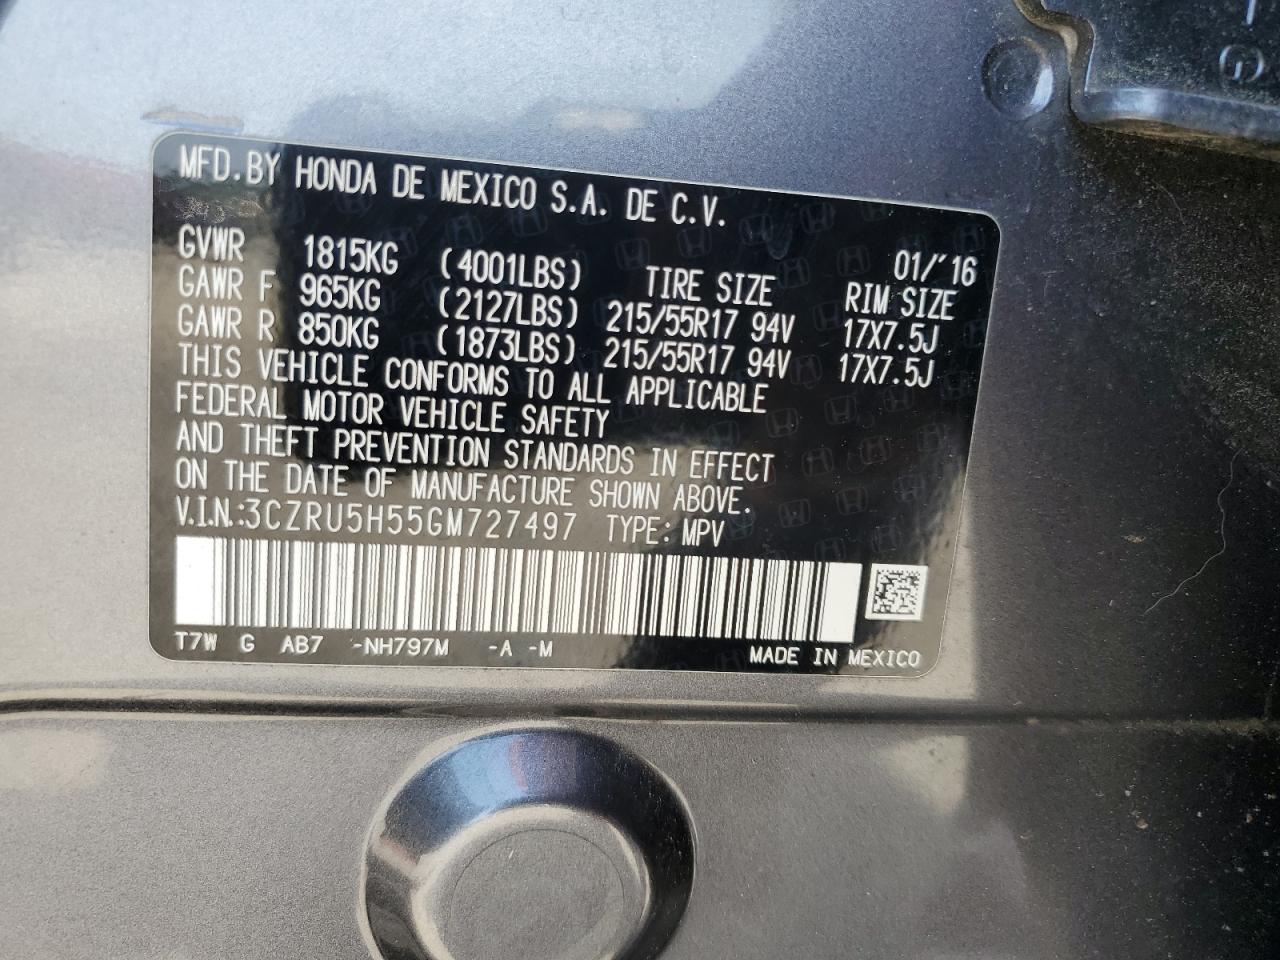 MFD.BY HONDA DE MEXICO S.A. DE C.V.
01/'16
GVWR 1815KG (4001LBS) TIRE SIZE RIM SIZE
GAWR F 965KG (2127LBS) 215/55R17 94V 17X7.5J
GAWR R 850KG (1873LBS) 215/55R17 94V 17X7.5J
THIS VEHICLE CONFORMS TO ALL APPLICABLE
FEDERAL MOTOR VEHICLE SAFETY
AND THEFT PREVENTION STANDARDS IN EFFECT
ON THE DATE OF MANUFACTURE SHOWN ABOVE.
V.I.N.:3CZRU5H55GM727497 TYPE: MPV
T7W G AB7 -NH797M -A -M
MADE IN MEXICO